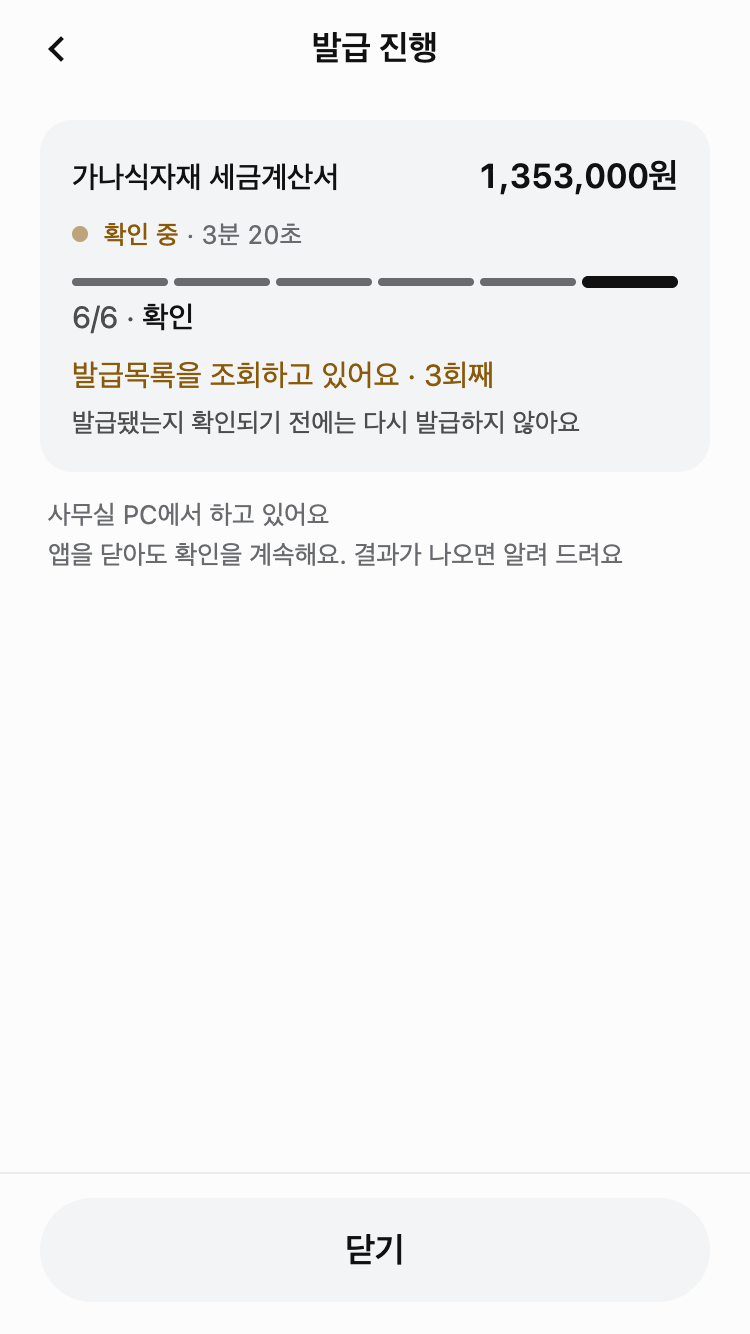 발급 진행
가나식자재 세금계산서 1,353,000원
확인 중 · 3분 20초
6/6 · 확인
발급목록을 조회하고 있어요 · 3회째
발급됐는지 확인되기 전에는 다시 발급하지 않아요
사무실 PC에서 하고 있어요
앱을 닫아도 확인을 계속해요. 결과가 나오면 알려 드려요
닫기